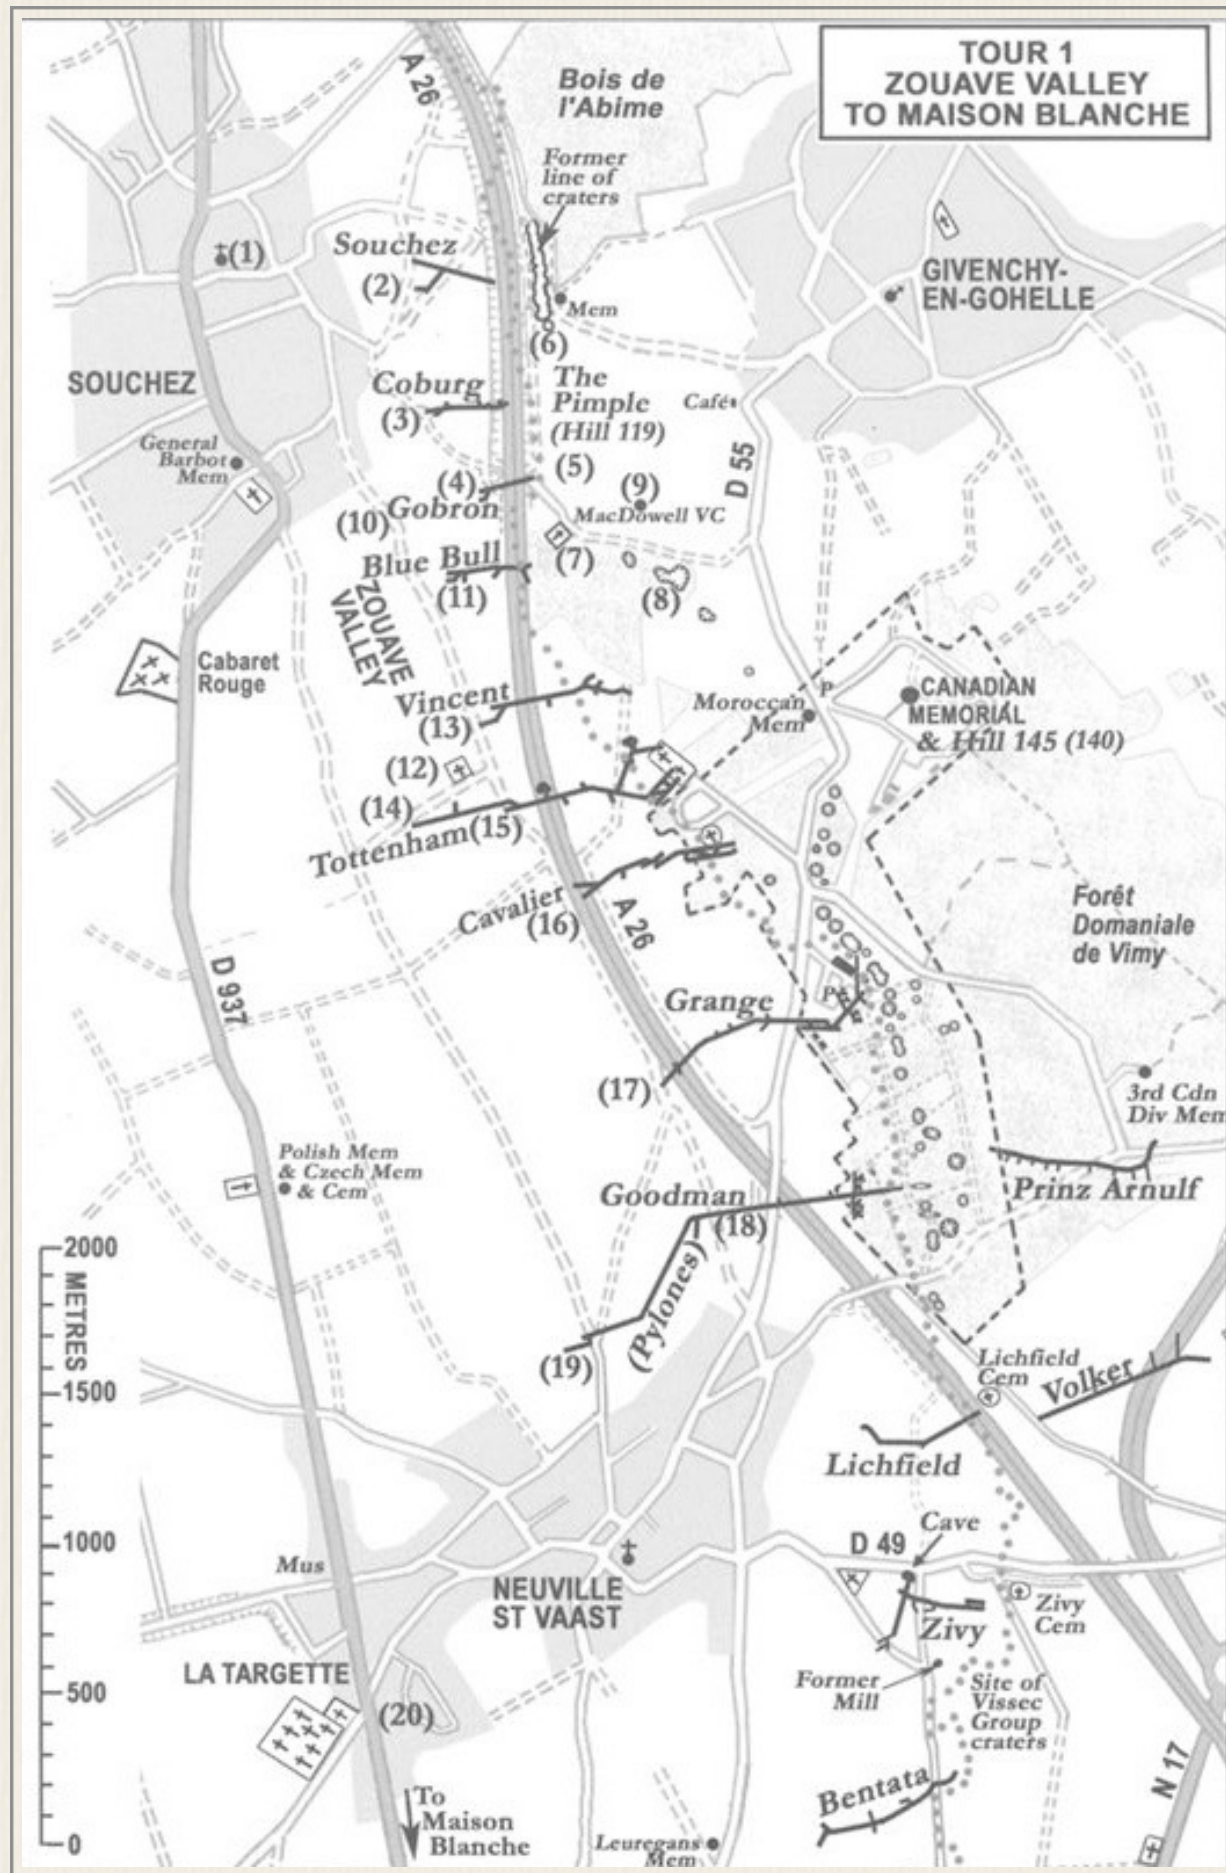 TOUR 1
ZOUAVE VALLEY
TO MAISON BLANCHE
A 26
Bois de
l'Abime
Former
line of
craters
(1)
Souchez
(2)
GIVENCHY-
EN-GOHELLE
Mem
(6)
SOUCHEZ
Coburg
(3)
The
Pimple
(Hill 119)
Café
General
Barbot
Mem
D 55
(4)
(5)
(9)
Gobron
(10)
MacDowell VC
Blue Bull
(7)
(11)
(8)
ZOUAVE
VALLEY
Cabaret
Rouge
Vincent
(13)
Moroccan
Mem
P
CANADIAN
MEMORIAL
& Hill 145 (140)
(12)
(14)
Tottenham
(15)
Cavalier
(16)
A 26
Forêt
Domaniale
de Vimy
D 937
Grange
P
(17)
3rd Cdn
Div Mem
Polish Mem
& Czech Mem
& Cem
Goodman
(18)
Prinz Arnulf
2000
METRES
(Pylones)
(19)
Lichfield
Cem
Volker
1500
Lichfield
Cave
1000
D 49
Mus
NEUVILLE
ST VAAST
Zivy
Zivy
Cem
LA TARGETTE
Former
Mill
Site of
Vissec
Group
craters
500
(20)
Bentata
N 17
To
Maison
Blanche
0
Leuregans
Mem